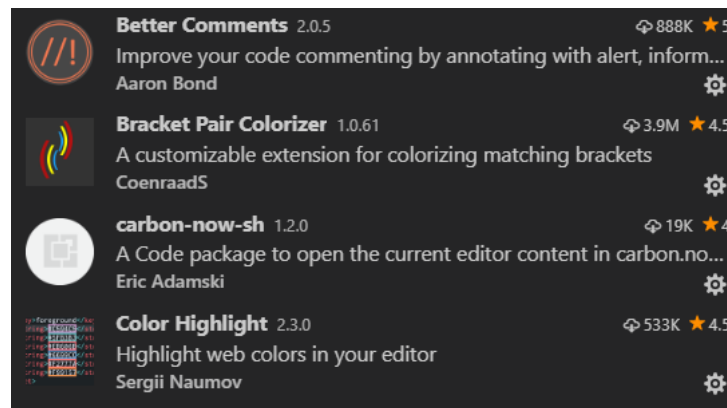 Better Comments 2.0.5 888K ★ 5
Improve your code commenting by annotating with alert, inform...
Aaron Bond
Bracket Pair Colorizer 1.0.61 3.9M ★ 4.5
A customizable extension for colorizing matching brackets
CoenraadS
carbon-now-sh 1.2.0 19K ★ 4
A Code package to open the current editor content in carbon.no...
Eric Adamski
Color Highlight 2.3.0 533K ★ 4.5
Highlight web colors in your editor
Sergii Naumov